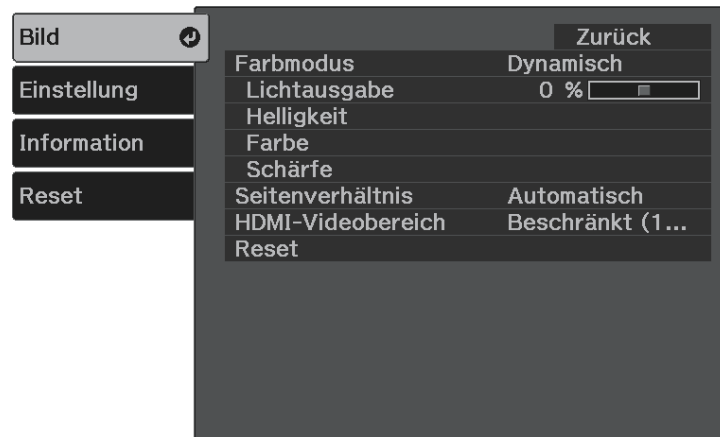 Bild
Einstellung
Information
Reset
Zurück
Farbmodus Dynamisch
Lichtausgabe 0 %
Helligkeit
Farbe
Schärfe
Seitenverhältnis Automatisch
HDMI-Videobereich Beschränkt (1...
Reset